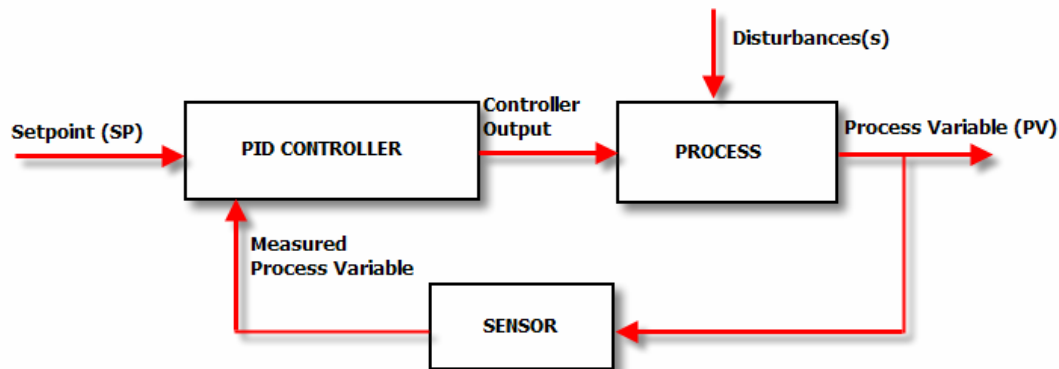 Disturbances(s)
Setpoint (SP)
PID CONTROLLER
Controller
Output
PROCESS
Process Variable (PV)
Measured
Process Variable
SENSOR